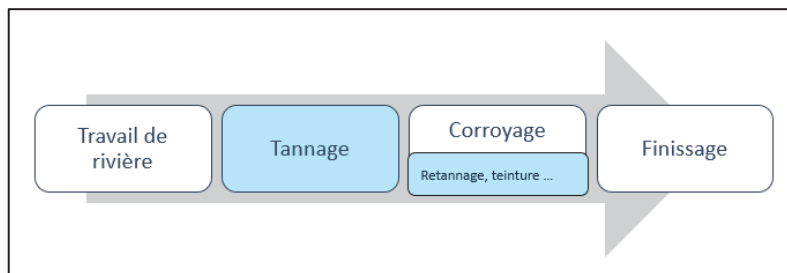 Travail de
rivière
Tannage
Corroyage
Retannage, teinture ...
Finissage